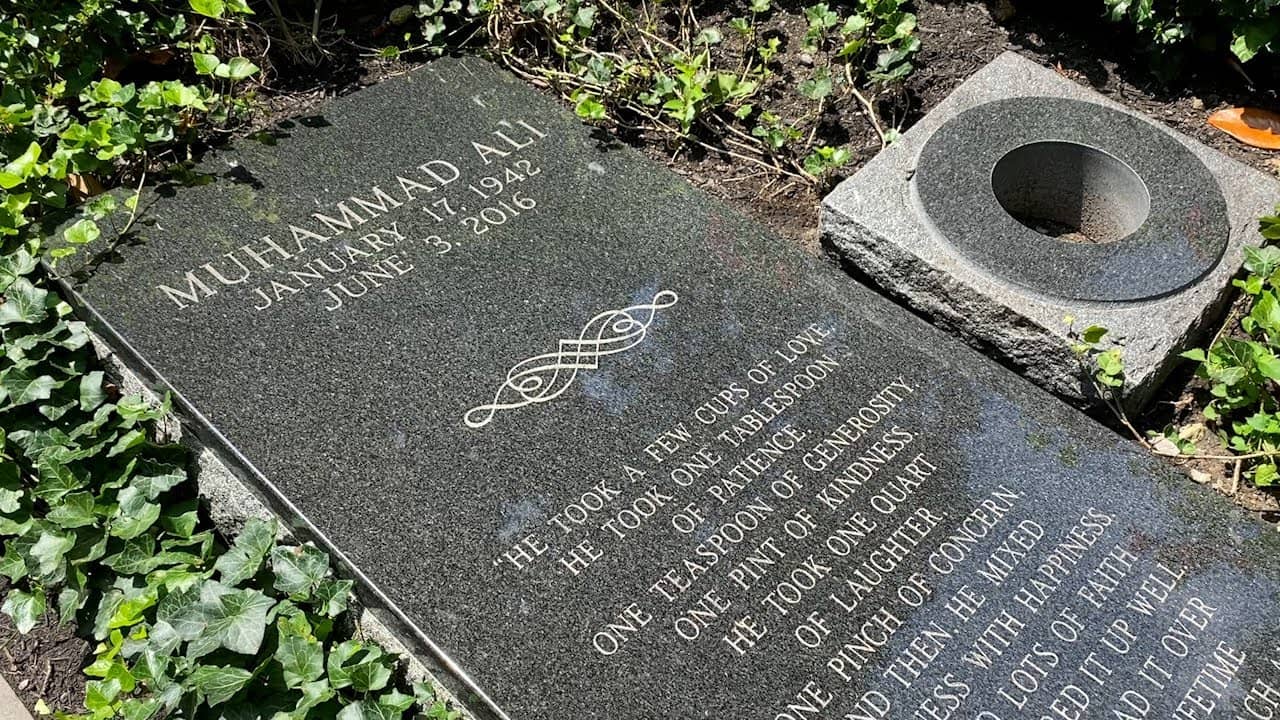 MUHAMMAD ALI
JANUARY 17, 1942
JUNE 3, 2016
"HE TOOK A FEW CUPS OF LOVE.
HE TOOK ONE TABLESPOON
OF PATIENCE.
ONE TEASPOON OF GENEROSITY.
ONE PINT OF KINDNESS.
HE TOOK ONE QUART
OF LAUGHTER.
ONE PINCH OF CONCERN.
AND THEN, HE MIXED
WITH HAPPINESS
LOTS OF FAITH
IT UP WELL.
IT OVER